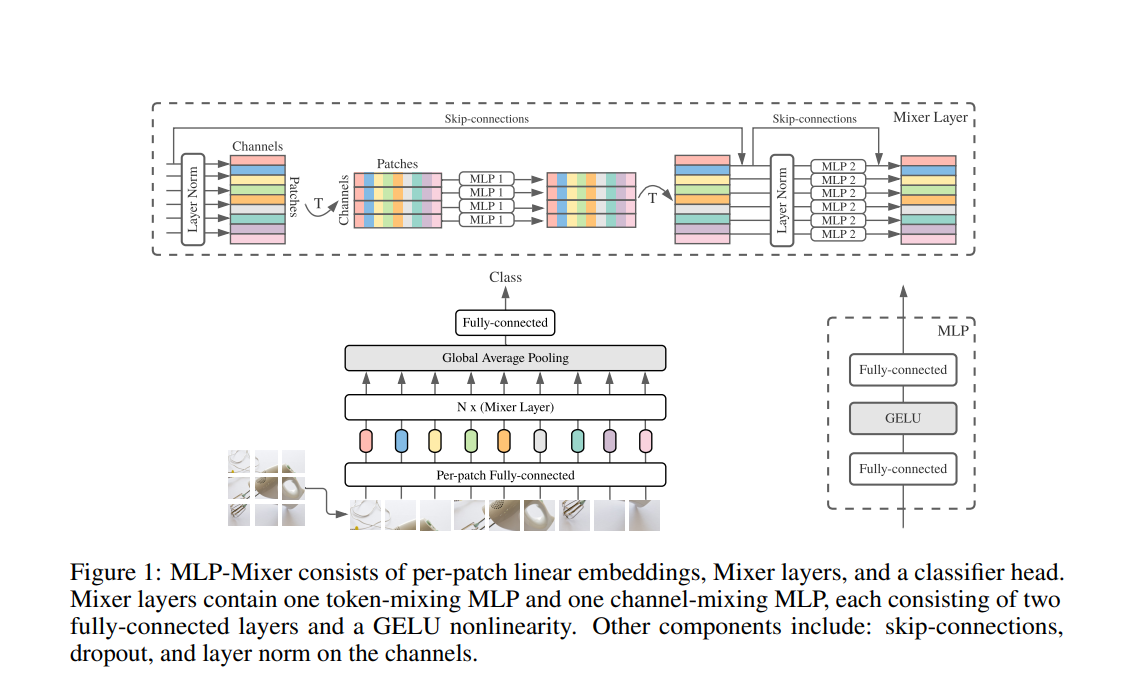 Skip-connections
Skip-connections
Mixer Layer
Channels
Patches
Layer Norm
Patches
T
Channels
MLP 1
MLP 1
MLP 1
MLP 1
T
Layer Norm
MLP 2
MLP 2
MLP 2
MLP 2
MLP 2
MLP 2
Class
Fully-connected
Global Average Pooling
N x (Mixer Layer)
Per-patch Fully-connected
MLP
Fully-connected
GELU
Fully-connected
Figure 1: MLP-Mixer consists of per-patch linear embeddings, Mixer layers, and a classifier head.
Mixer layers contain one token-mixing MLP and one channel-mixing MLP, each consisting of two
fully-connected layers and a GELU nonlinearity. Other components include: skip-connections,
dropout, and layer norm on the channels.